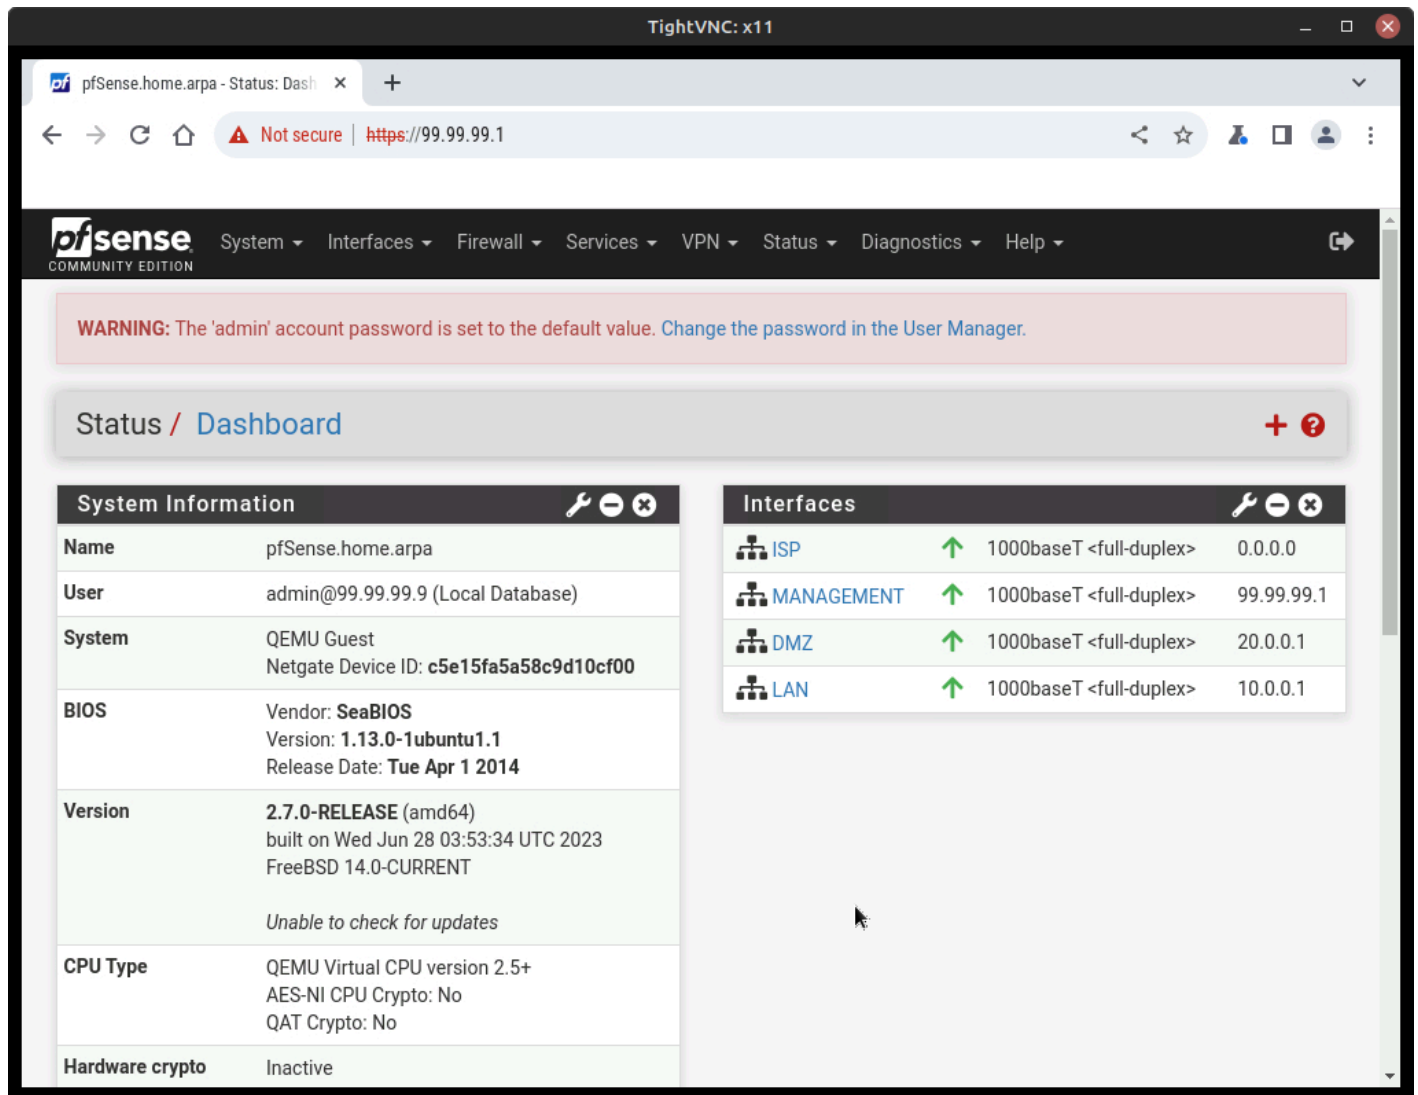 TightVNC: x11
pfSense.home.arpa - Status: Dash
Not secure | https://99.99.99.1
pfsense System Interfaces Firewall Services VPN Status Diagnostics Help
COMMUNITY EDITION
WARNING: The 'admin' account password is set to the default value. Change the password in the User Manager.
Status / Dashboard
System Information
Name pfSense.home.arpa
User admin@99.99.99.9 (Local Database)
System QEMU Guest
Netgate Device ID: c5e15fa5a58c9d10cf00
BIOS Vendor: SeaBIOS
Version: 1.13.0-1ubuntu1.1
Release Date: Tue Apr 1 2014
Version 2.7.0-RELEASE (amd64)
built on Wed Jun 28 03:53:34 UTC 2023
FreeBSD 14.0-CURRENT
Unable to check for updates
CPU Type QEMU Virtual CPU version 2.5+
AES-NI CPU Crypto: No
QAT Crypto: No
Hardware crypto Inactive
Interfaces
ISP 1000baseT <full-duplex> 0.0.0.0
MANAGEMENT 1000baseT <full-duplex> 99.99.99.1
DMZ 1000baseT <full-duplex> 20.0.0.1
LAN 1000baseT <full-duplex> 10.0.0.1